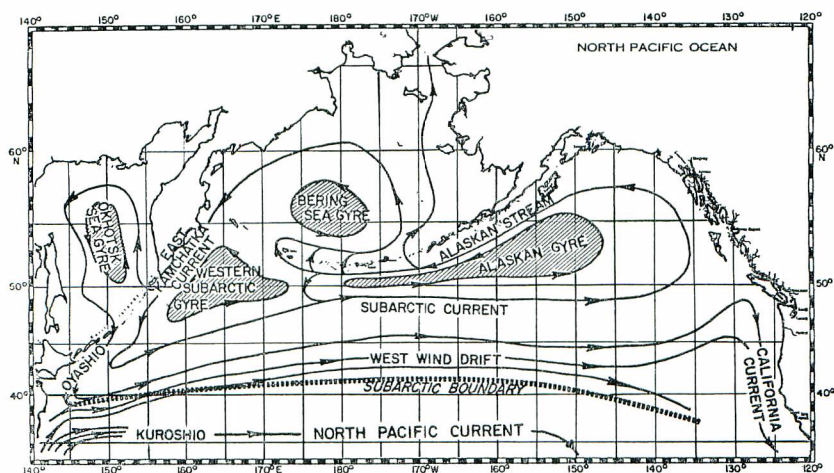 140° 150° 160° 170°E 180° 170°W 160° 150° 140° 130° 120°
NORTH PACIFIC OCEAN
60°
N
60°
N
BERING
SEA GYRE
OKHOTSK
SEA GYRE
EAST
KAMCHATKA
CURRENT
ALASKAN STREAM
ALASKAN GYRE
WESTERN
SUBARCTIC
GYRE
50°
50°
SUBARCTIC CURRENT
OYASHIO
WEST WIND DRIFT
CALIFORNIA
CURRENT
40°
SUBARCTIC BOUNDARY
40°
KUROSHIO
NORTH PACIFIC CURRENT
140° 150° 160° 170°E 180° 170°W 160° 150° 140° 130° 120°